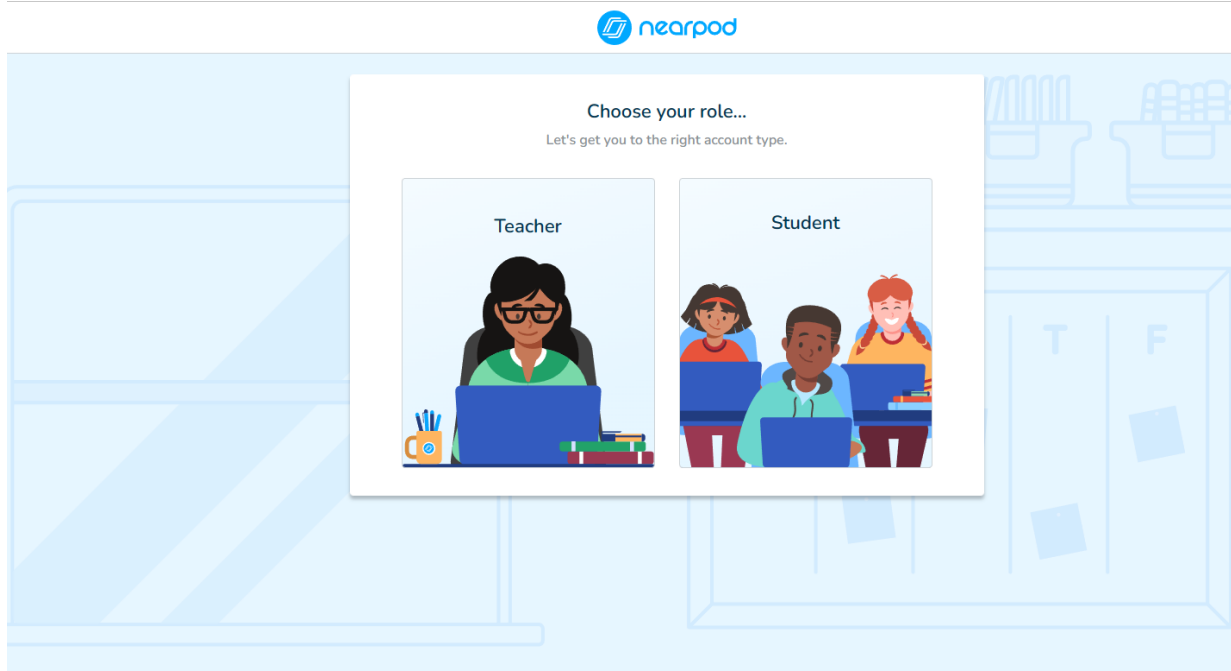 nearpod
Choose your role...
Let's get you to the right account type.
Teacher
Student
T
F